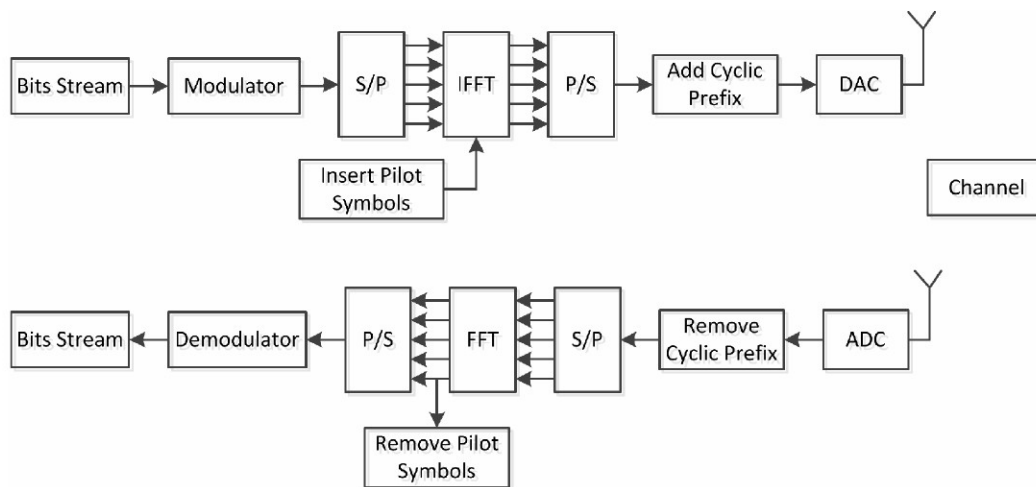 Bits Stream
Modulator
S/P
IFFT
P/S
Add Cyclic
Prefix
DAC
Insert Pilot
Symbols
Channel
Bits Stream
Demodulator
P/S
FFT
S/P
Remove
Cyclic Prefix
ADC
Remove Pilot
Symbols